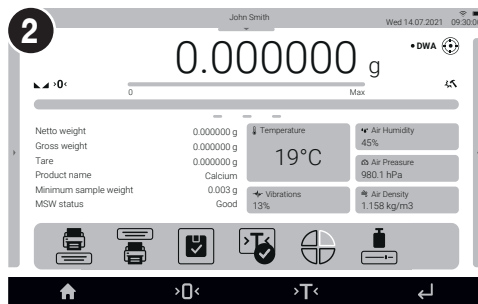 2
John Smith
Wed 14.07.2021 09:30:00
0.000000 g
• DWA
>0<
0 Max
Netto weight 0.000000 g
Gross weight 0.000000 g
Tare 0.000000 g
Product name Calcium
Minimum sample weight 0.003 g
MSW status Good
Temperature
19°C
Vibrations
13%
Air Humidity
45%
Air Preasure
980.1 hPa
Air Density
1.158 kg/m3
>T<
>0< >T<